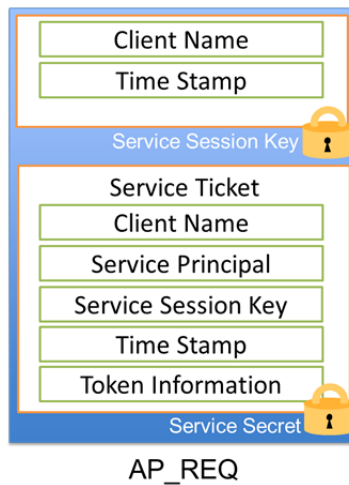 Client Name
Time Stamp
Service Session Key
Service Ticket
Client Name
Service Principal
Service Session Key
Time Stamp
Token Information
Service Secret
AP_REQ